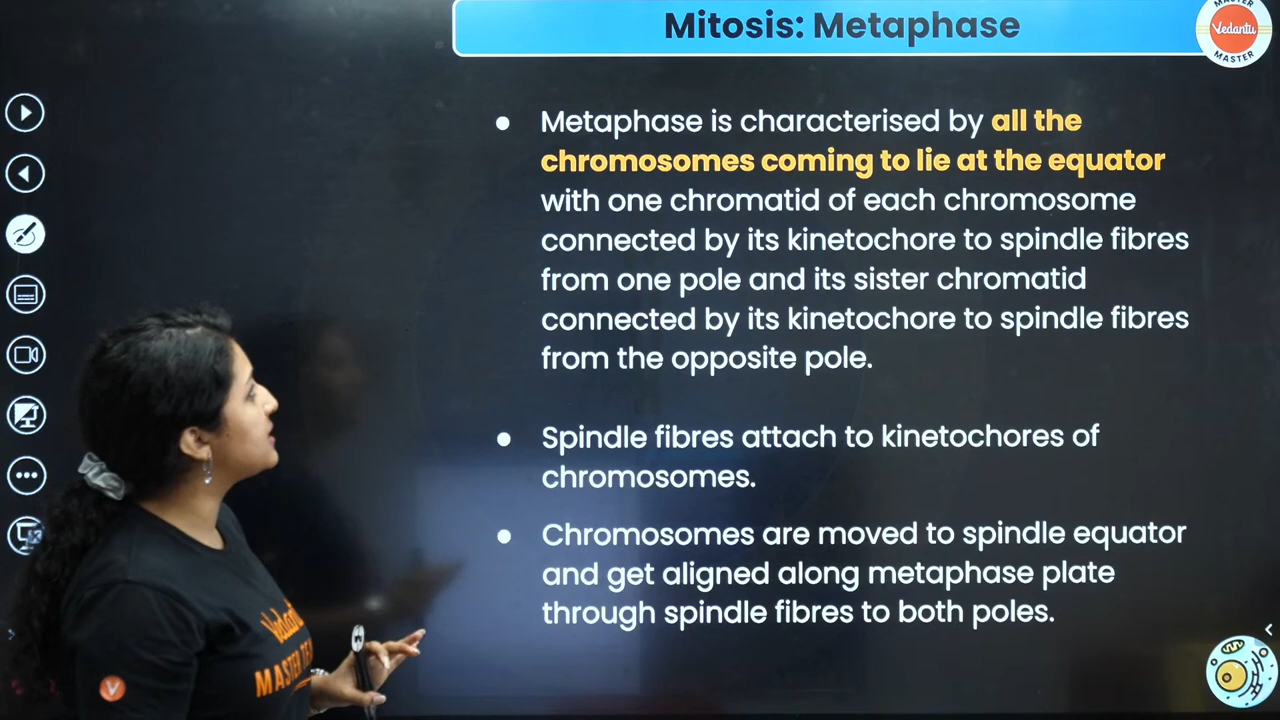 Mitosis: Metaphase
MASTER
Vedantu
MASTER
• Metaphase is characterised by all the
chromosomes coming to lie at the equator
with one chromatid of each chromosome
connected by its kinetochore to spindle fibres
from one pole and its sister chromatid
connected by its kinetochore to spindle fibres
from the opposite pole.
• Spindle fibres attach to kinetochores of
chromosomes.
• Chromosomes are moved to spindle equator
and get aligned along metaphase plate
through spindle fibres to both poles.
Vedantu
MASTER